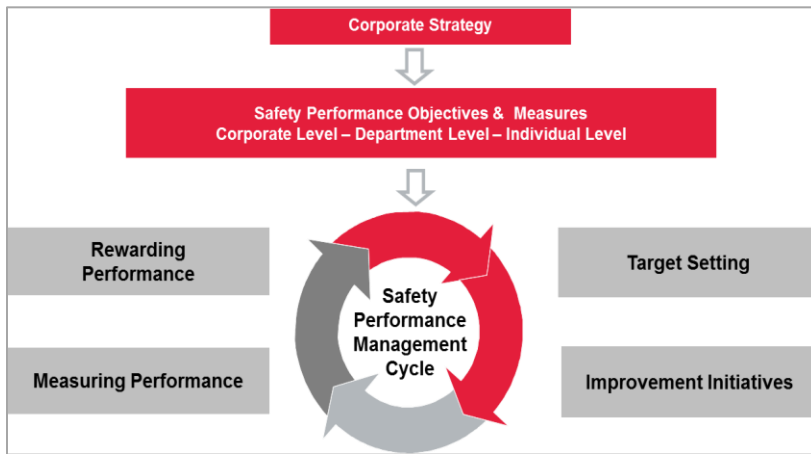 Corporate Strategy
Safety Performance Objectives & Measures
Corporate Level – Department Level – Individual Level
Rewarding
Performance
Target Setting
Safety
Performance
Management
Cycle
Measuring Performance
Improvement Initiatives